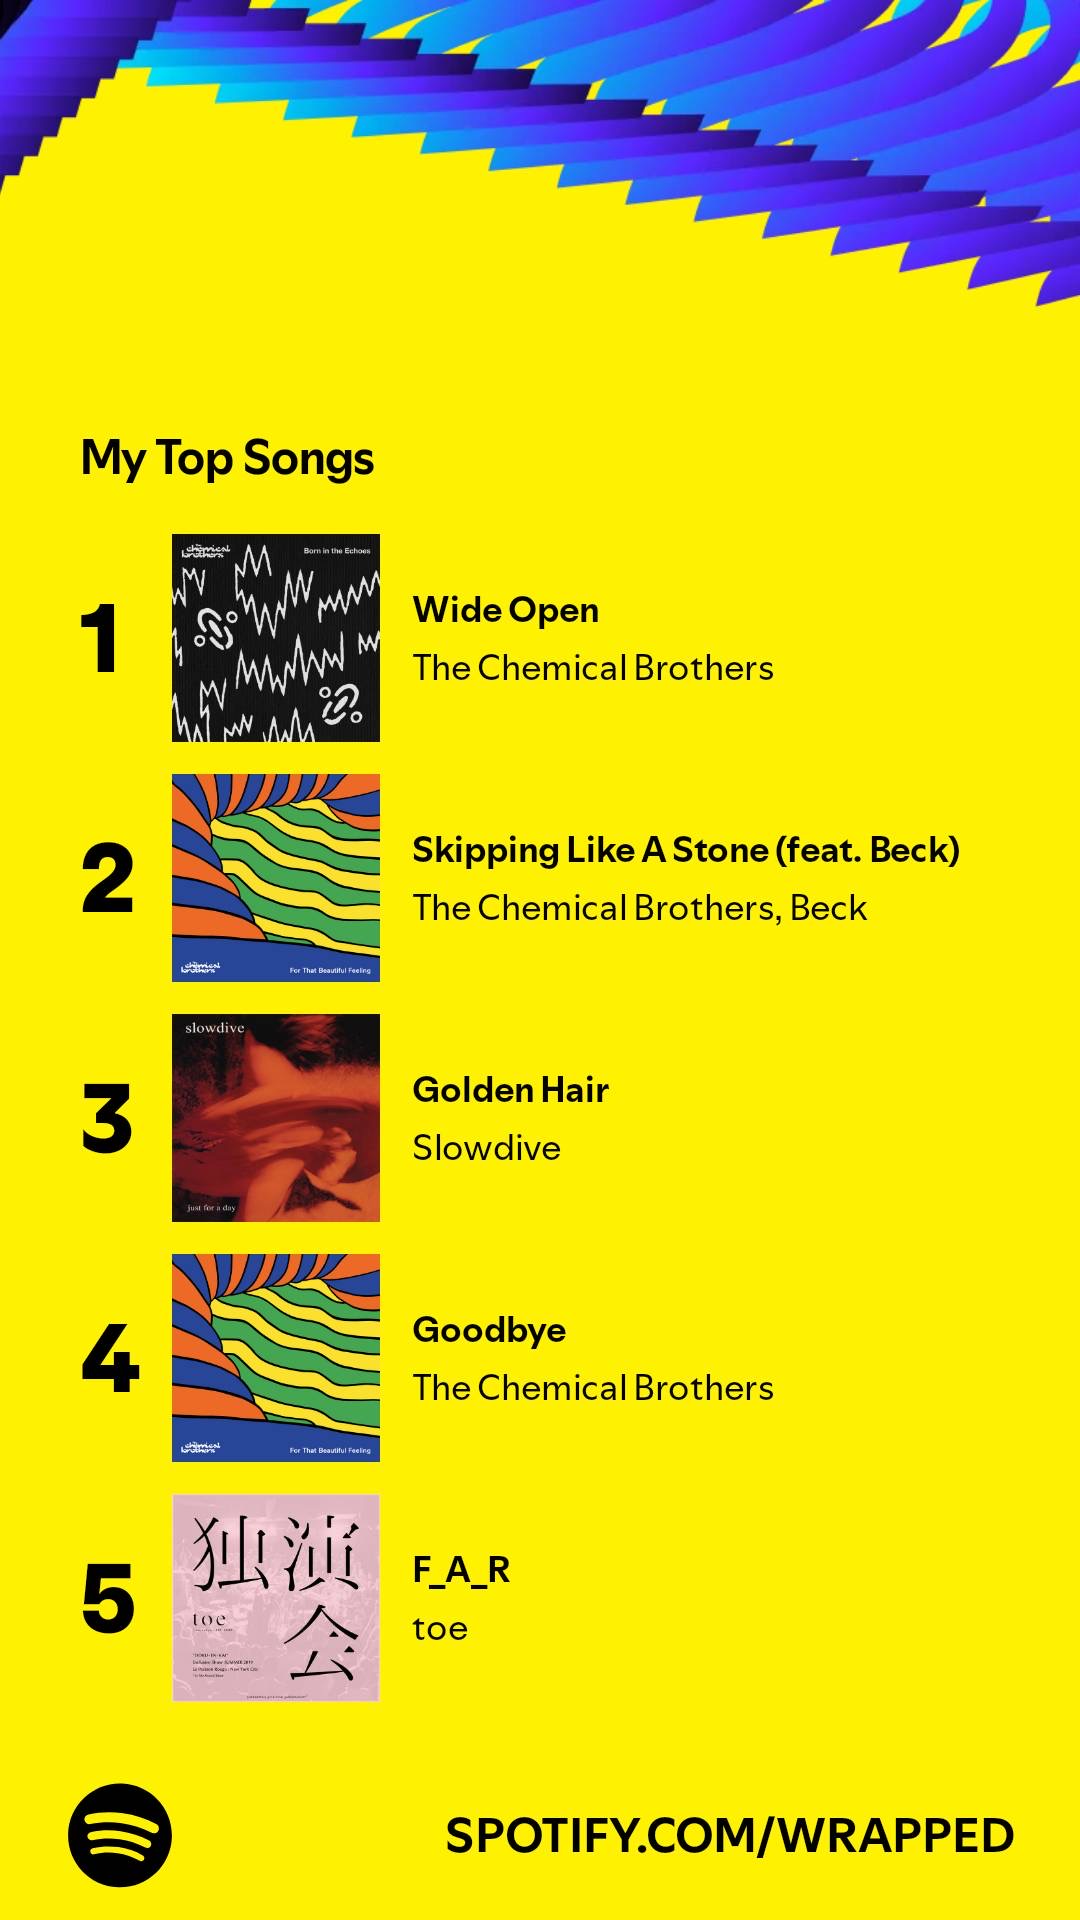 My Top Songs
1
the chemical brothers
Born in the Echoes
Wide Open
The Chemical Brothers
2
the chemical brothers
For That Beautiful Feeling
Skipping Like A Stone (feat. Beck)
The Chemical Brothers, Beck
3
slowdive
just for a day
Golden Hair
Slowdive
4
the chemical brothers
For That Beautiful Feeling
Goodbye
The Chemical Brothers
5
独演
会
toe
"DOKU-EN-KAI"
F_A_R
toe
SPOTIFY.COM/WRAPPED